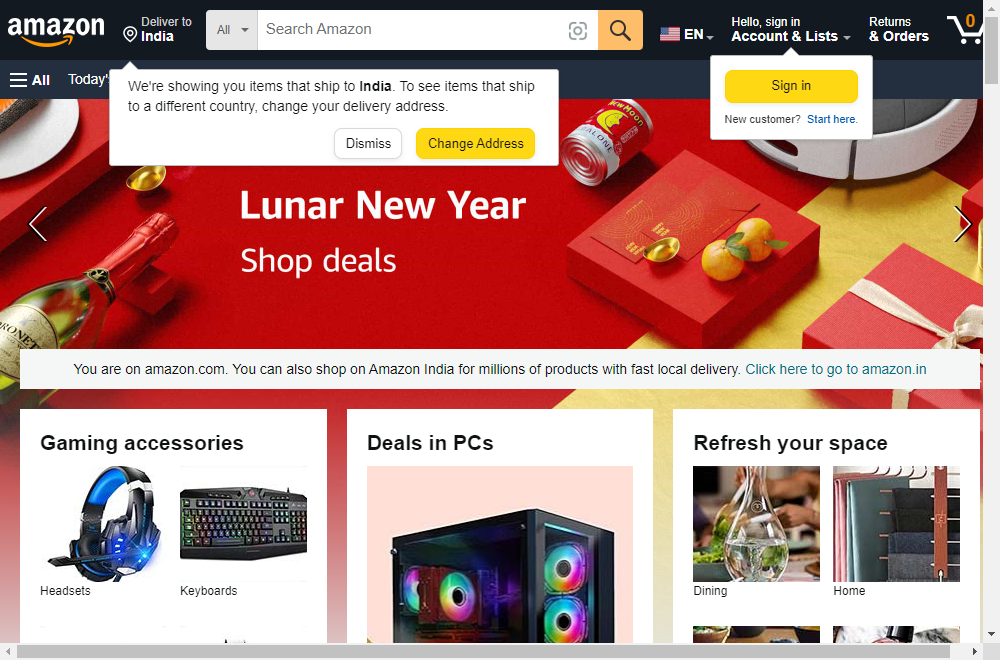 amazon
Deliver to
India
All
Search Amazon
EN
Hello, sign in
Account & Lists
Returns
& Orders
0
All
Today's
We're showing you items that ship to India. To see items that ship
to a different country, change your delivery address.
Dismiss
Change Address
Sign in
New customer? Start here.
Lunar New Year
Shop deals
You are on amazon.com. You can also shop on Amazon India for millions of products with fast local delivery. Click here to go to amazon.in
Gaming accessories
Headsets
Keyboards
Deals in PCs
Refresh your space
Dining
Home